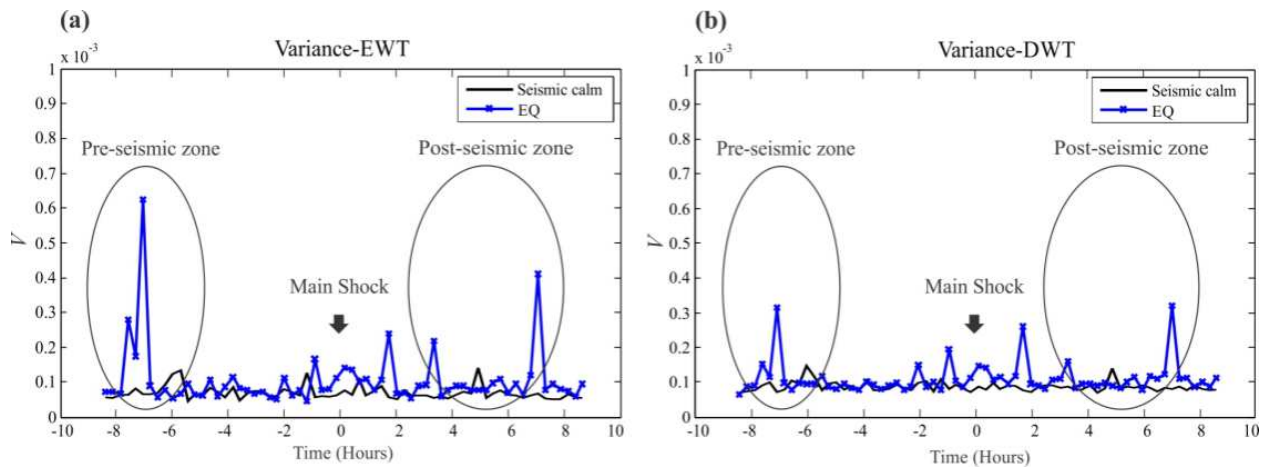 (a)
Variance-EWT
x 10⁻³
1
0.9
0.8
0.7
0.6
0.5
0.4
0.3
0.2
0.1
0
V
Seismic calm
EQ
Pre-seismic zone
Post-seismic zone
Main Shock
-10 -8 -6 -4 -2 0 2 4 6 8 10
Time (Hours)
(b)
Variance-DWT
x 10⁻³
1
0.9
0.8
0.7
0.6
0.5
0.4
0.3
0.2
0.1
0
V
Seismic calm
EQ
Pre-seismic zone
Post-seismic zone
Main Shock
-10 -8 -6 -4 -2 0 2 4 6 8 10
Time (Hours)